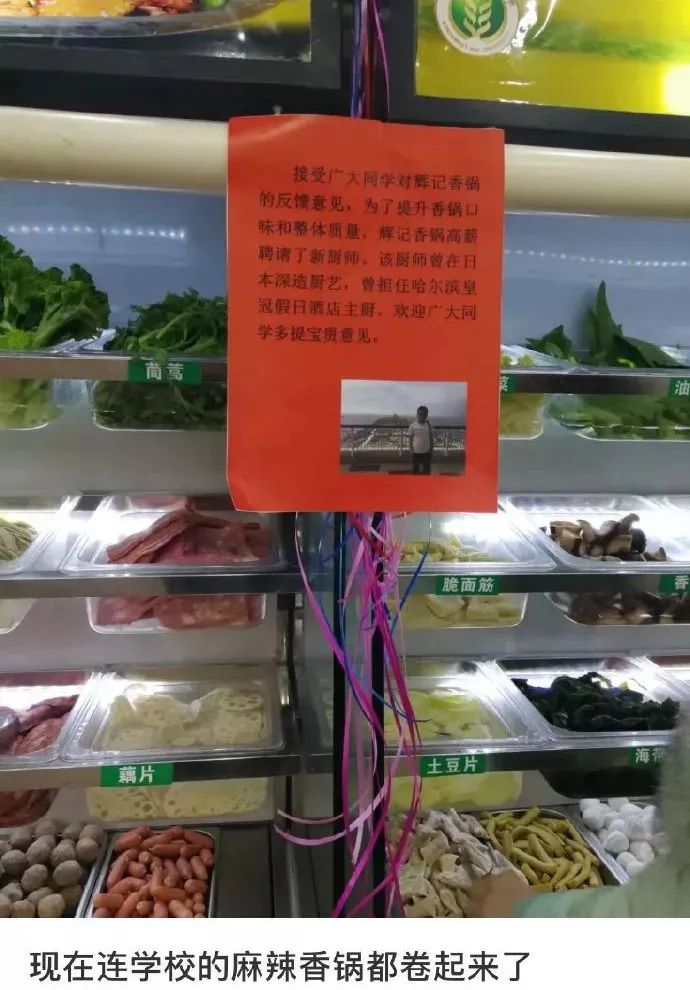 接受广大同学对辉记香锅
的反馈意见，为了提升香锅口
味和整体质量，辉记香锅高薪
聘请了新厨师。该厨师曾在日
本深造厨艺，曾担任哈尔滨皇
冠假日酒店主厨，欢迎广大同
学多提宝贵意见。
茼蒿
菜
油
脆面筋
香
藕片
土豆片
海带
现在连学校的麻辣香锅都卷起来了